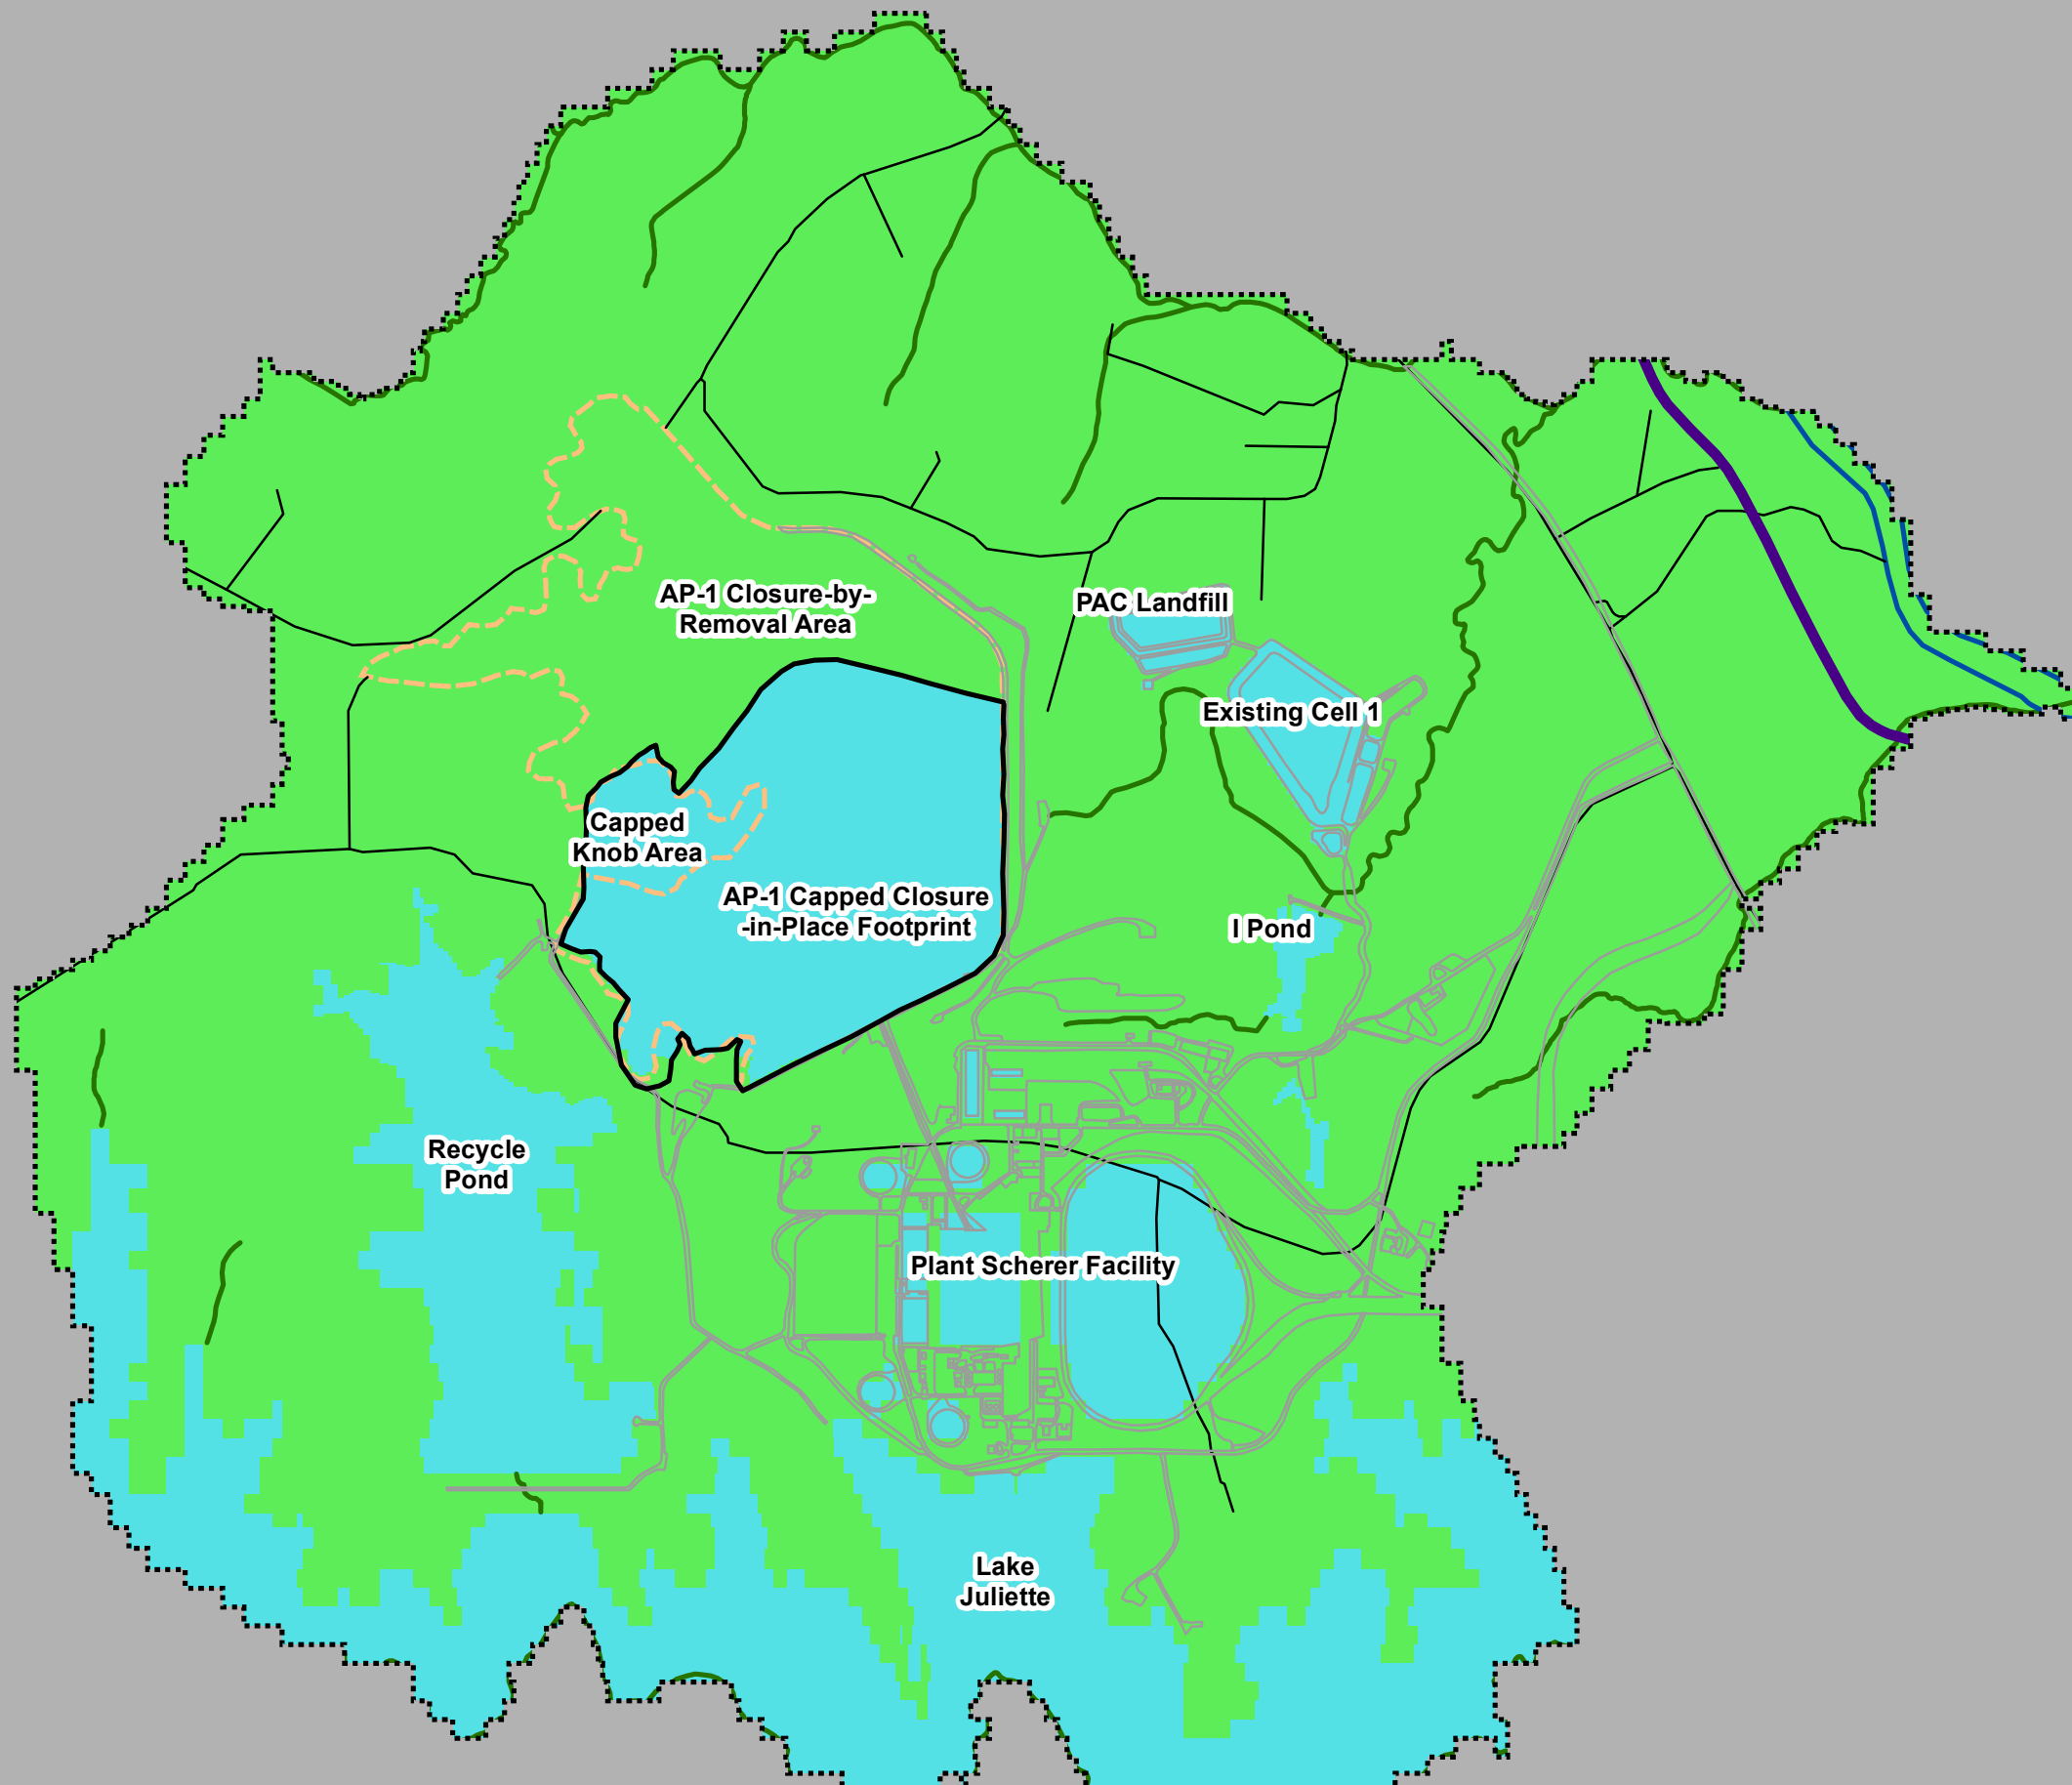 AP-1 Closure-by-
Removal Area
PAC Landfill
Existing Cell 1
Capped
Knob Area
AP-1 Capped Closure
-in-Place Footprint
I Pond
Recycle
Pond
Plant Scherer Facility
Lake
Juliette